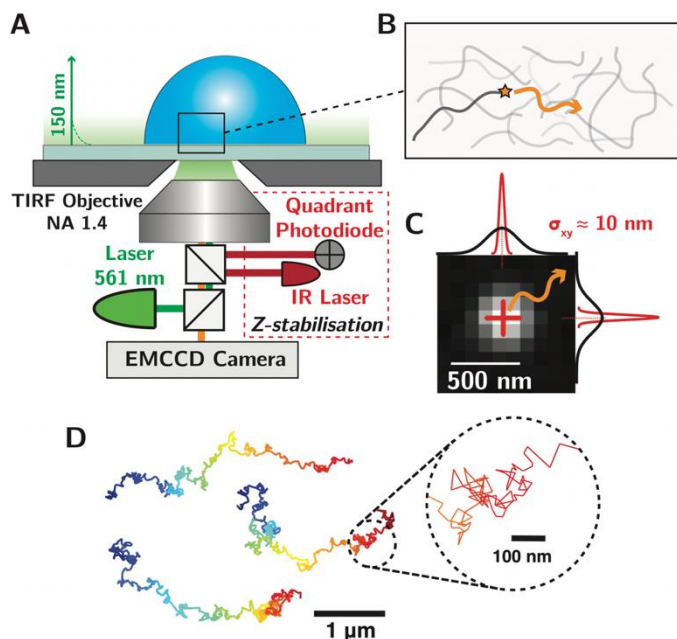 A
150 nm
TIRF Objective
NA 1.4
Laser
561 nm
Quadrant
Photodiode
IR Laser
Z-stabilisation
EMCCD Camera
B
C
σxy ≈ 10 nm
500 nm
D
100 nm
1 μm